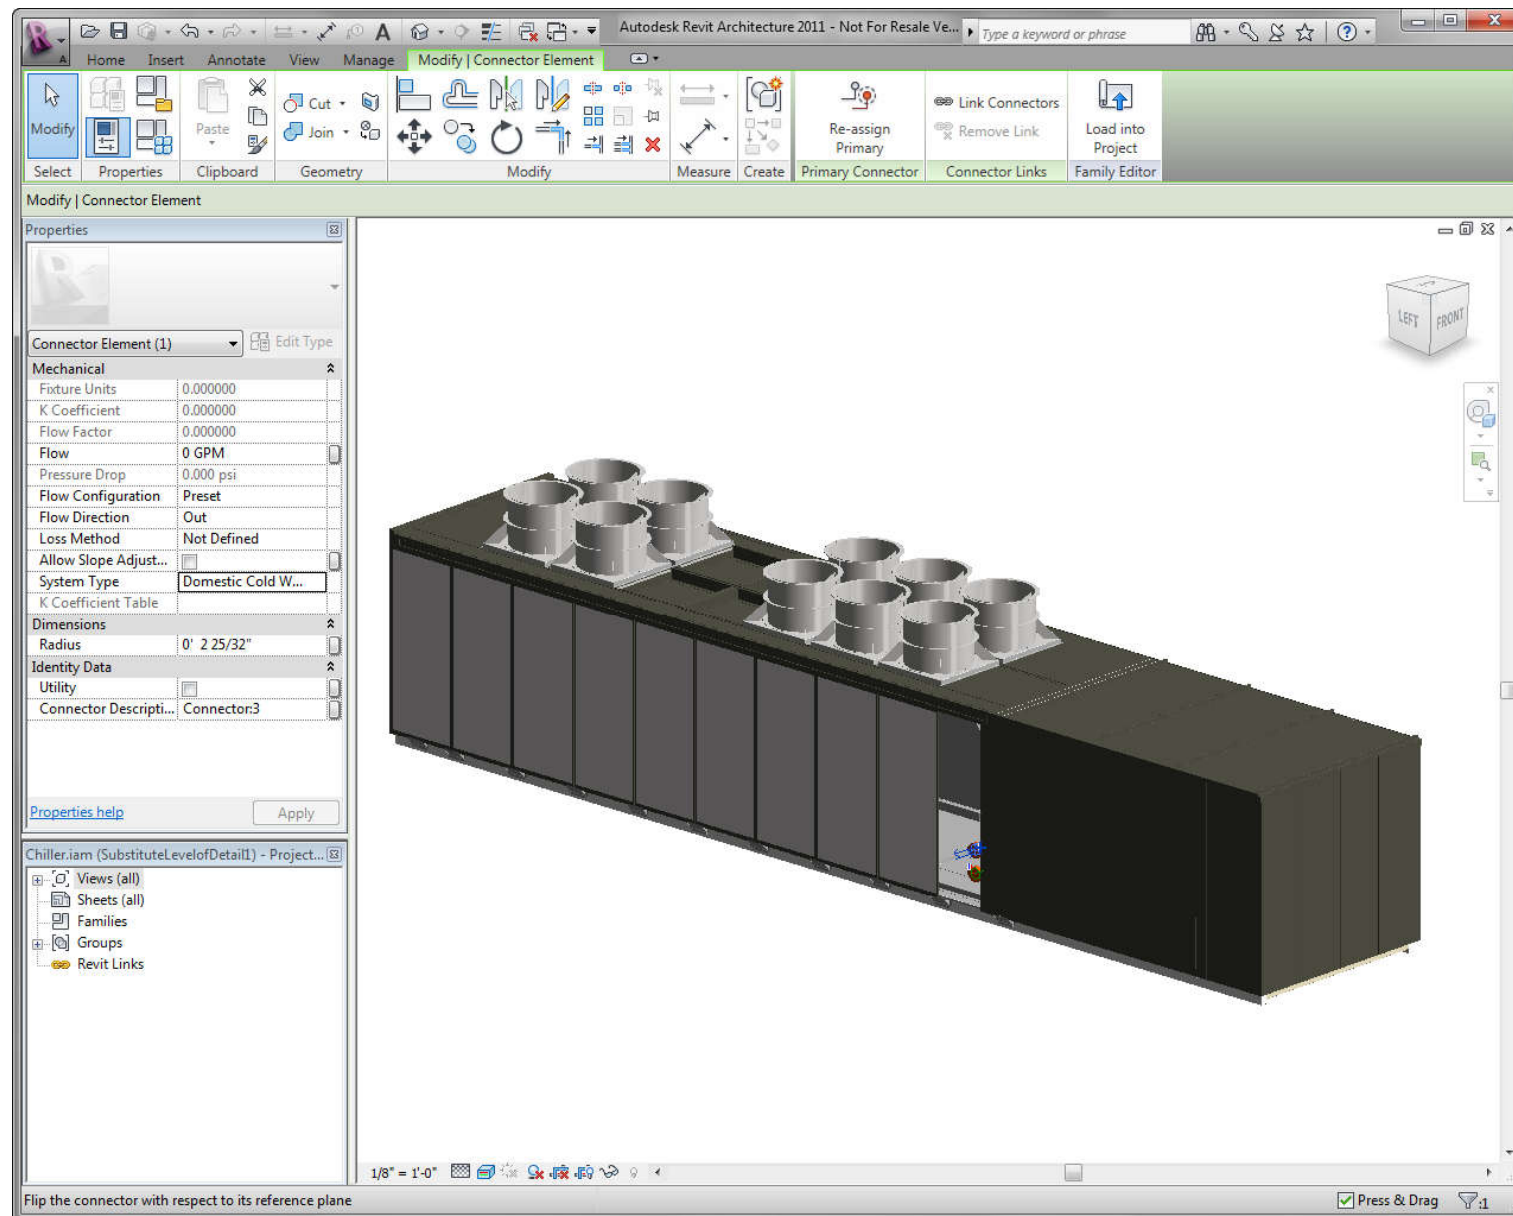 Autodesk Revit Architecture 2011 - Not For Resale Ve...
Type a keyword or phrase
Home Insert Annotate View Manage Modify | Connector Element
Modify
Paste
Cut
Join
Re-assign
Primary
Link Connectors
Remove Link
Load into
Project
Select Properties Clipboard Geometry Modify Measure Create Primary Connector Connector Links Family Editor
Modify | Connector Element
Properties
Connector Element (1) Edit Type
Mechanical
Fixture Units 0.000000
K Coefficient 0.000000
Flow Factor 0.000000
Flow 0 GPM
Pressure Drop 0.000 psi
Flow Configuration Preset
Flow Direction Out
Loss Method Not Defined
Allow Slope Adjust...
System Type Domestic Cold W...
K Coefficient Table
Dimensions
Radius 0' 2 25/32"
Identity Data
Utility
Connector Descripti... Connector:3
Properties help Apply
LEFT FRONT
Chiller.iam (SubstituteLevelofDetail1) - Project...
Views (all)
Sheets (all)
Families
Groups
Revit Links
1/8" = 1'-0"
Flip the connector with respect to its reference plane
Press & Drag :1